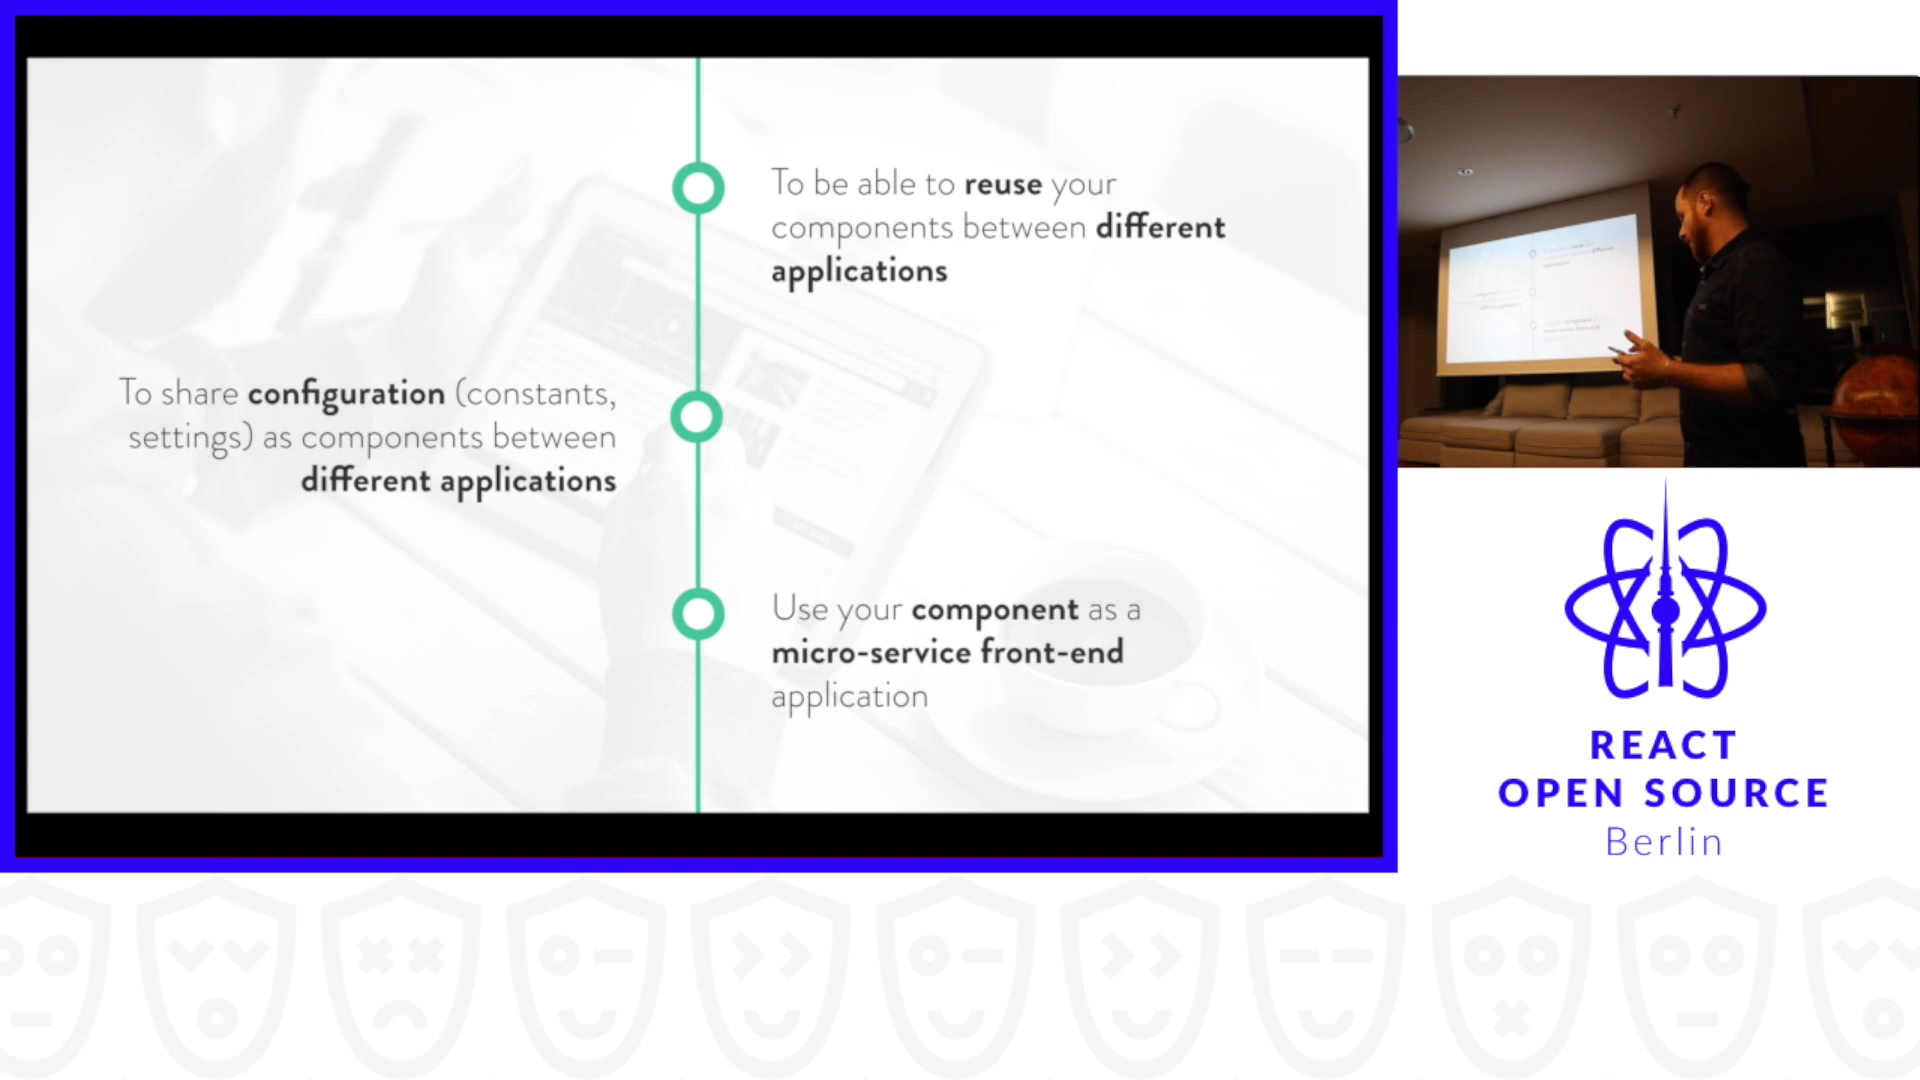 To be able to reuse your
components between different
applications
To share configuration (constants,
settings) as components between
different applications
Use your component as a
micro-service front-end
application
REACT
OPEN SOURCE
Berlin